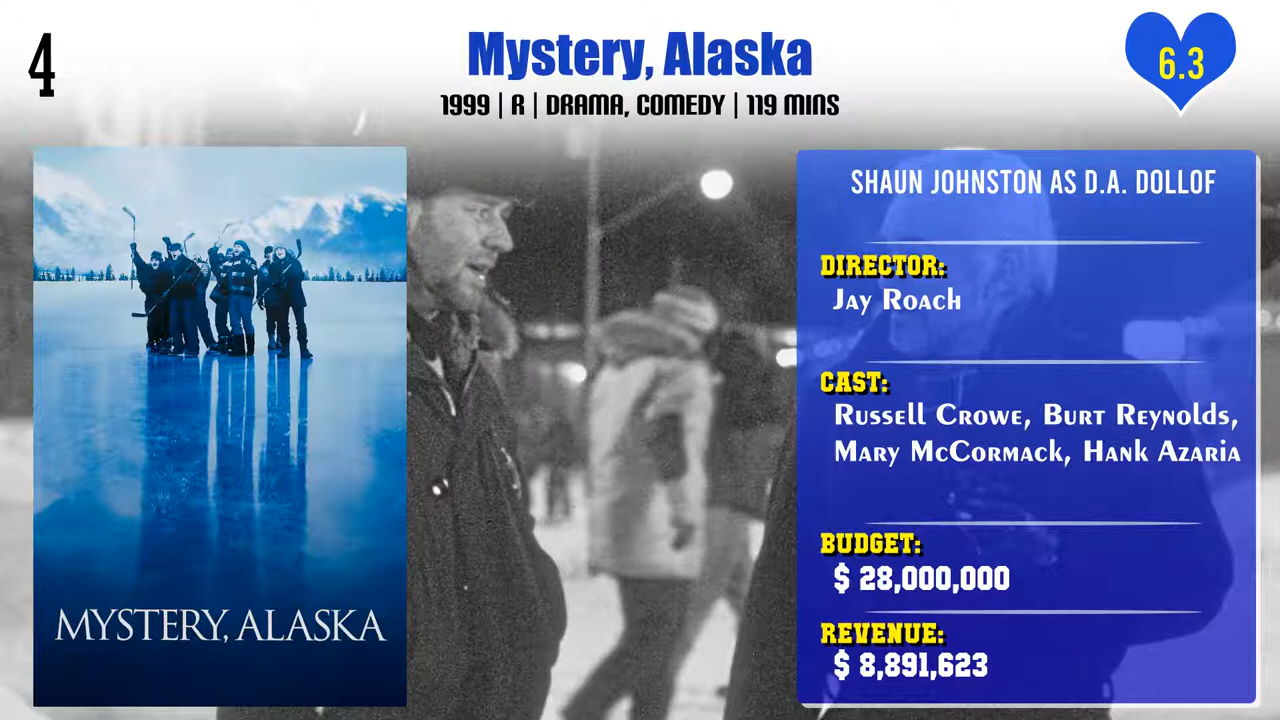 4
Mystery, Alaska
6.3
1999 | R | DRAMA, COMEDY | 119 MINS
MYSTERY, ALASKA
SHAUN JOHNSTON AS D.A. DOLLOF
DIRECTOR:
Jay Roach
CAST:
Russell Crowe, Burt Reynolds,
Mary McCormack, Hank Azaria
BUDGET:
$ 28,000,000
REVENUE:
$ 8,891,623